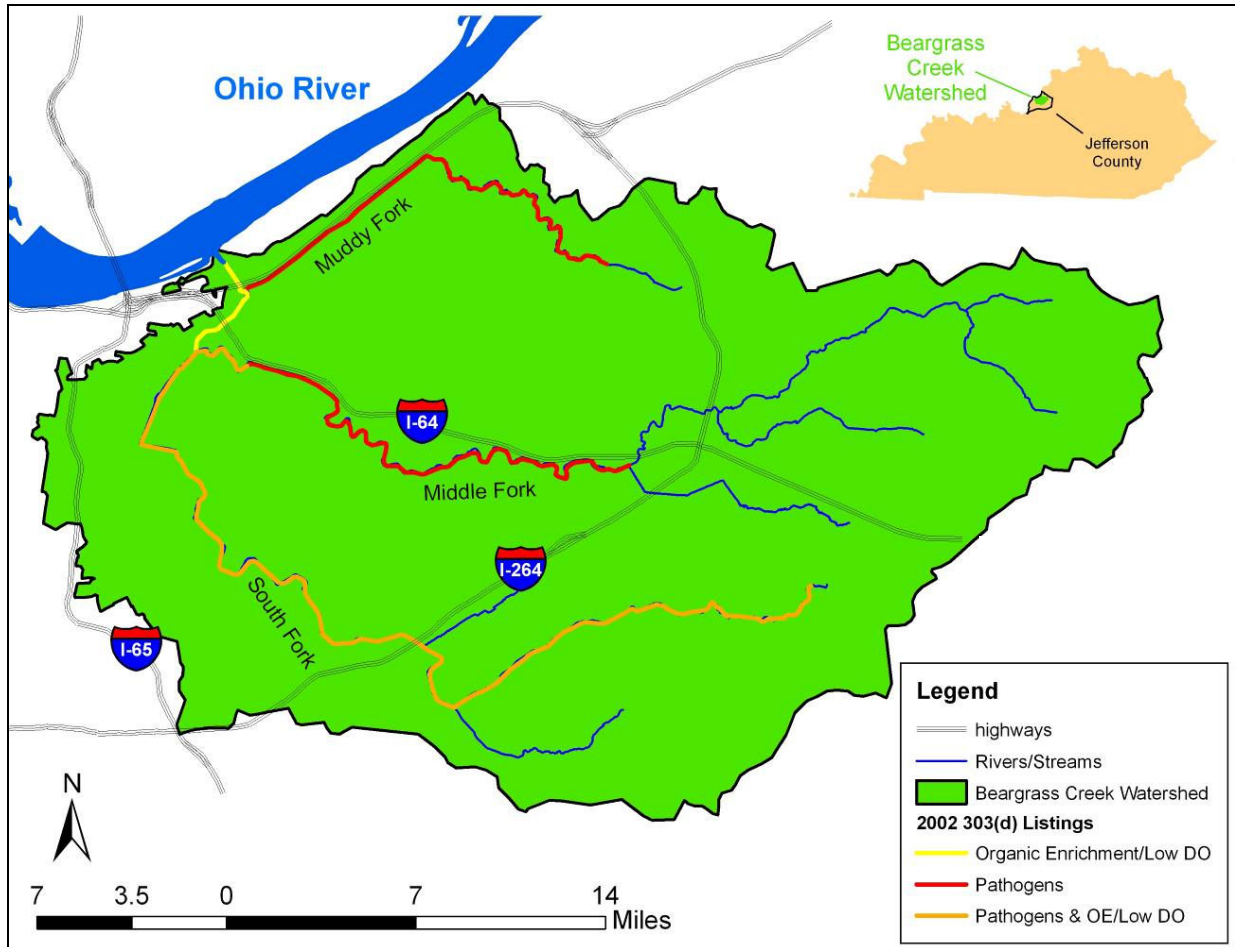 Ohio River
Beargrass
Creek
Watershed
Jefferson
County
Muddy Fork
I-64
Middle Fork
I-264
South Fork
I-65
Legend
highways
Rivers/Streams
Beargrass Creek Watershed
2002 303(d) Listings
Organic Enrichment/Low DO
Pathogens
Pathogens & OE/Low DO
N
7 3.5 0 7 14
Miles